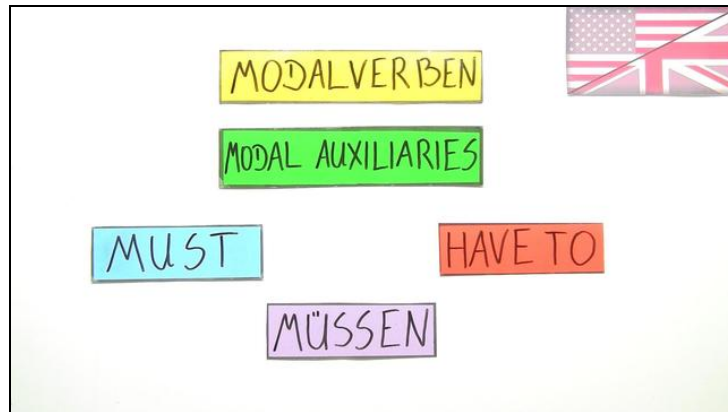 MODALVERBEN
MODAL AUXILIARIES
MUST
HAVE TO
MÜSSEN